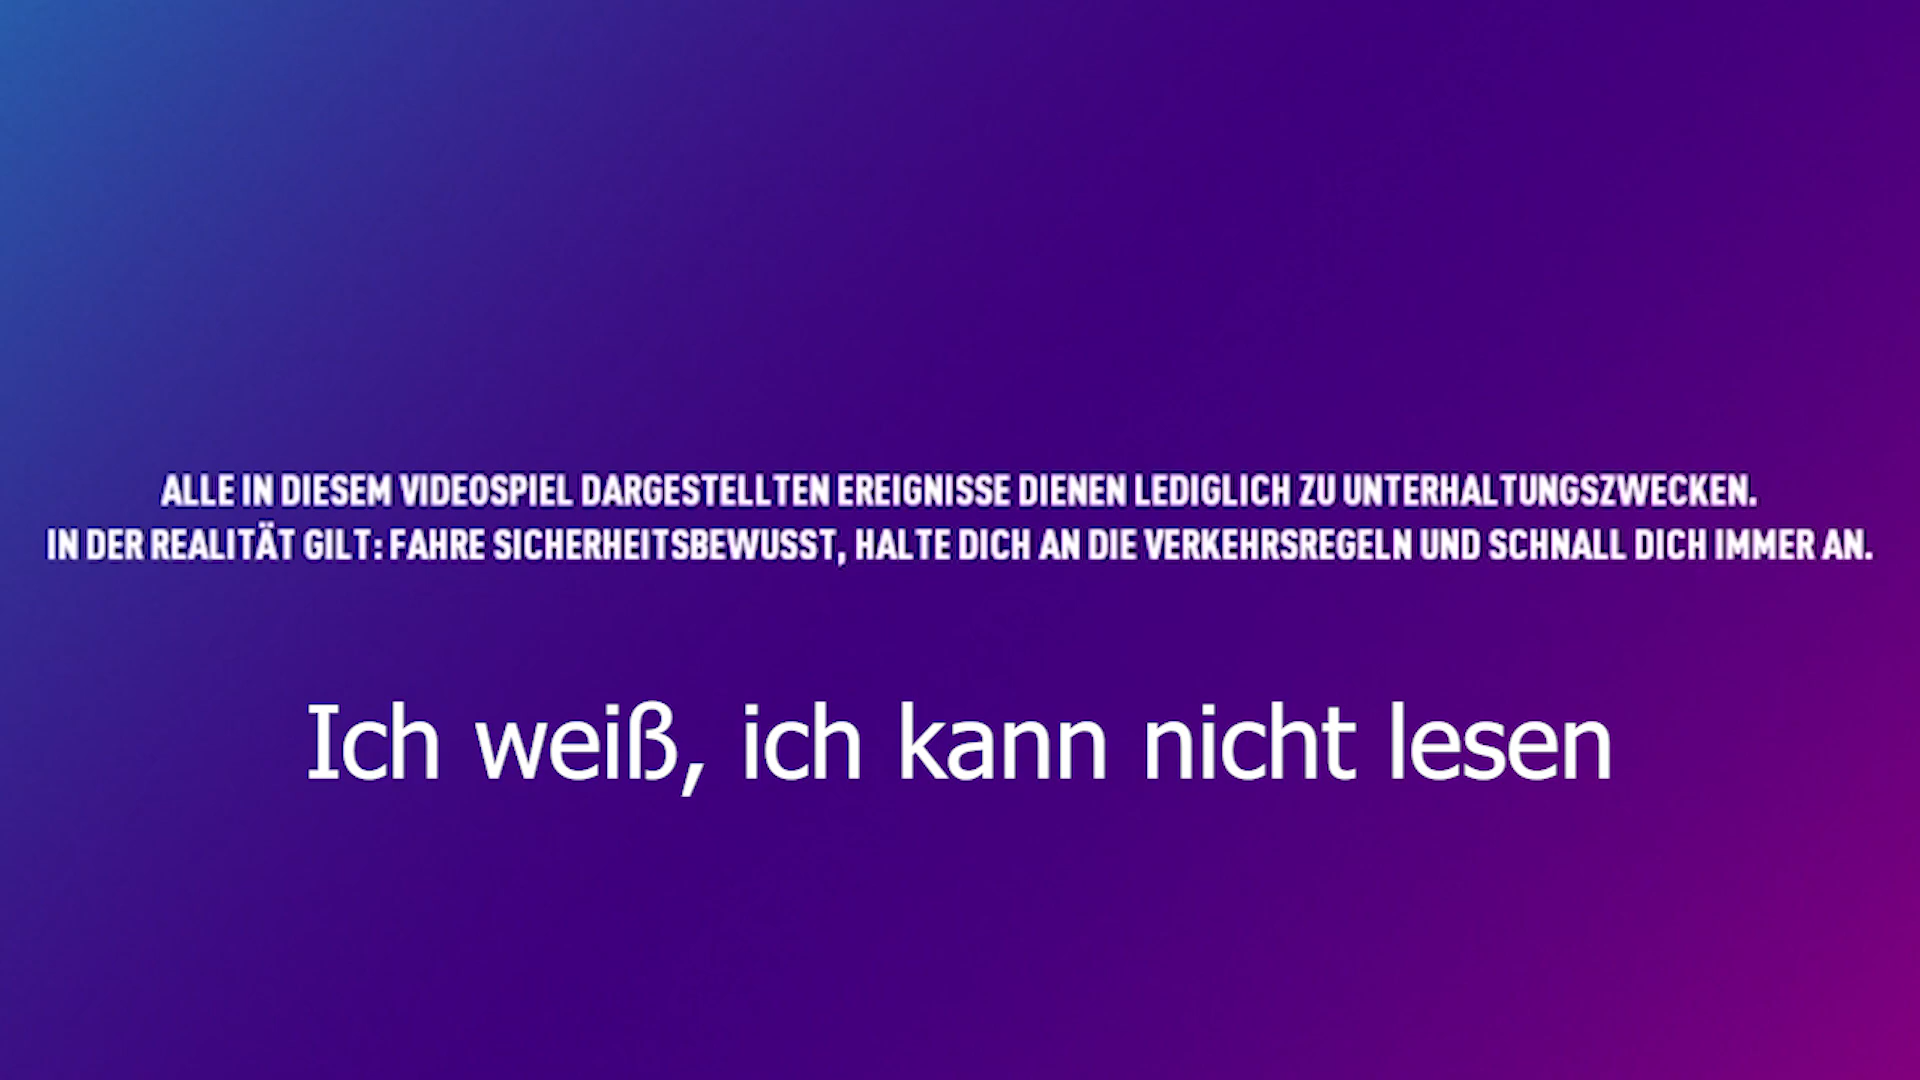 ALLE IN DIESEM VIDEOSPIEL DARGESTELLTEN EREIGNISSE DIENEN LEDIGLICH ZU UNTERHALTUNGSZWECKEN.
IN DER REALITÄT GILT: FAHRE SICHERHEITSBEWUSST, HALTE DICH AN DIE VERKEHRSREGELN UND SCHNALL DICH IMMER AN.
Ich weiß, ich kann nicht lesen